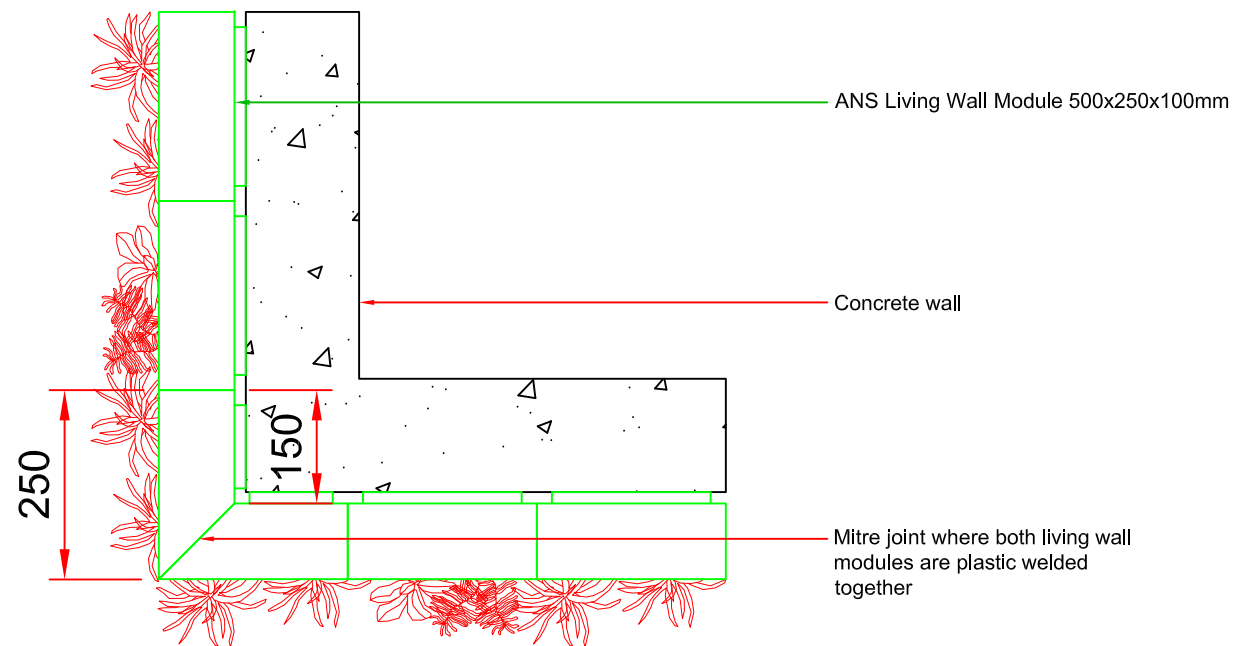 ANS Living Wall Module 500x250x100mm
Concrete wall
150
250
Mitre joint where both living wall
modules are plastic welded
together